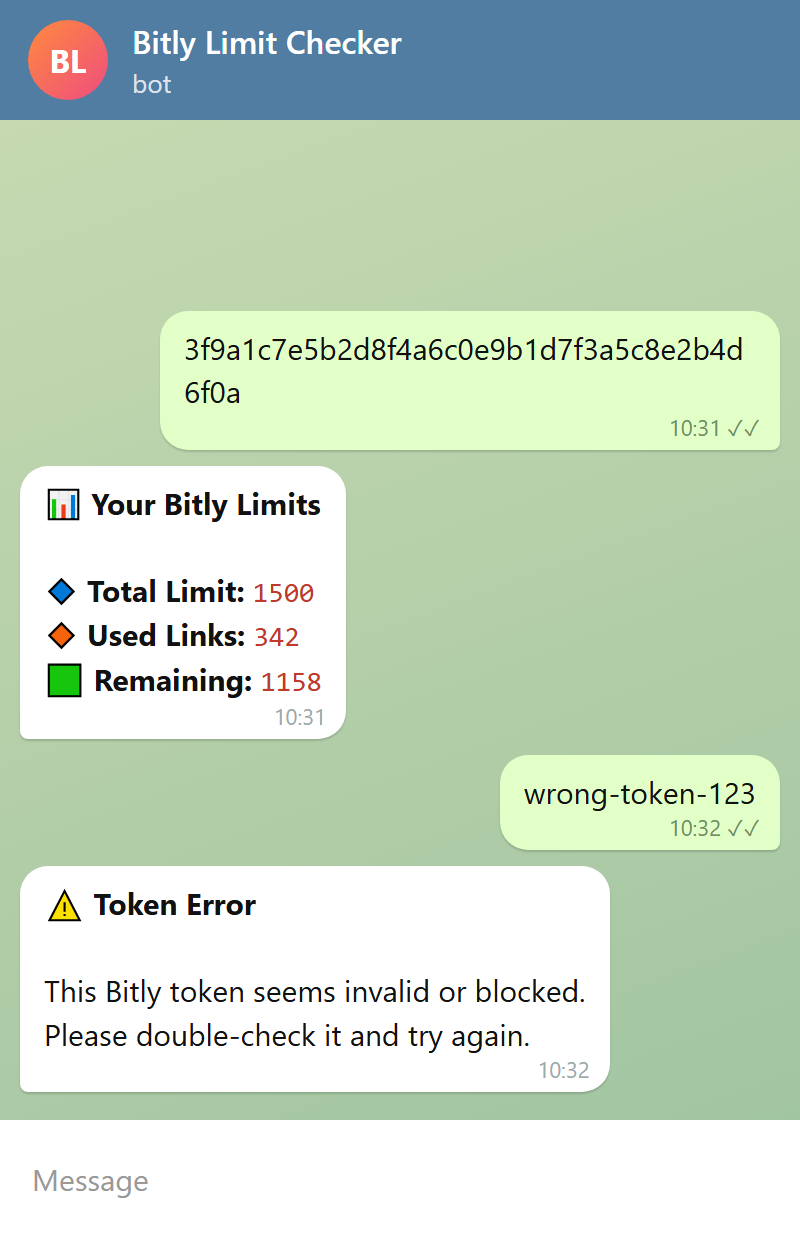 BL
Bitly Limit Checker
bot
3f9a1c7e5b2d8f4a6c0e9b1d7f3a5c8e2b4d
6f0a
10:31 ✓✓
📊 Your Bitly Limits
🔷 Total Limit: 1500
🔶 Used Links: 342
🟩 Remaining: 1158
10:31
wrong-token-123
10:32 ✓✓
⚠️ Token Error
This Bitly token seems invalid or blocked.
Please double-check it and try again.
10:32
Message